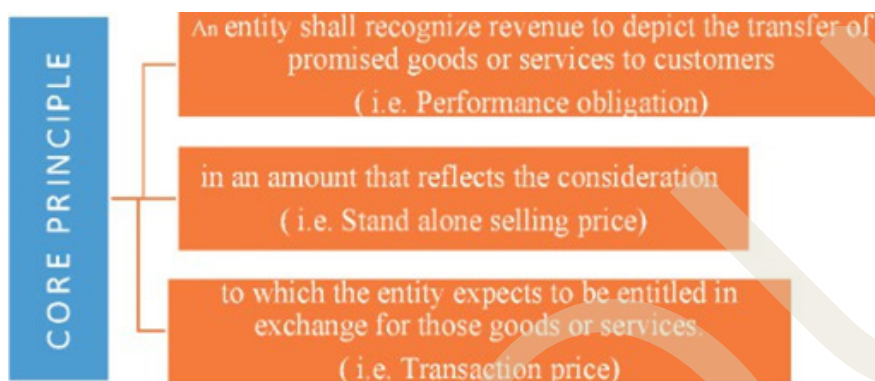 CORE PRINCIPLE
An entity shall recognize revenue to depict the transfer of
promised goods or services to customers
( i.e. Performance obligation)
in an amount that reflects the consideration
( i.e. Stand alone selling price)
to which the entity expects to be entitled in
exchange for those goods or services.
( i.e. Transaction price)